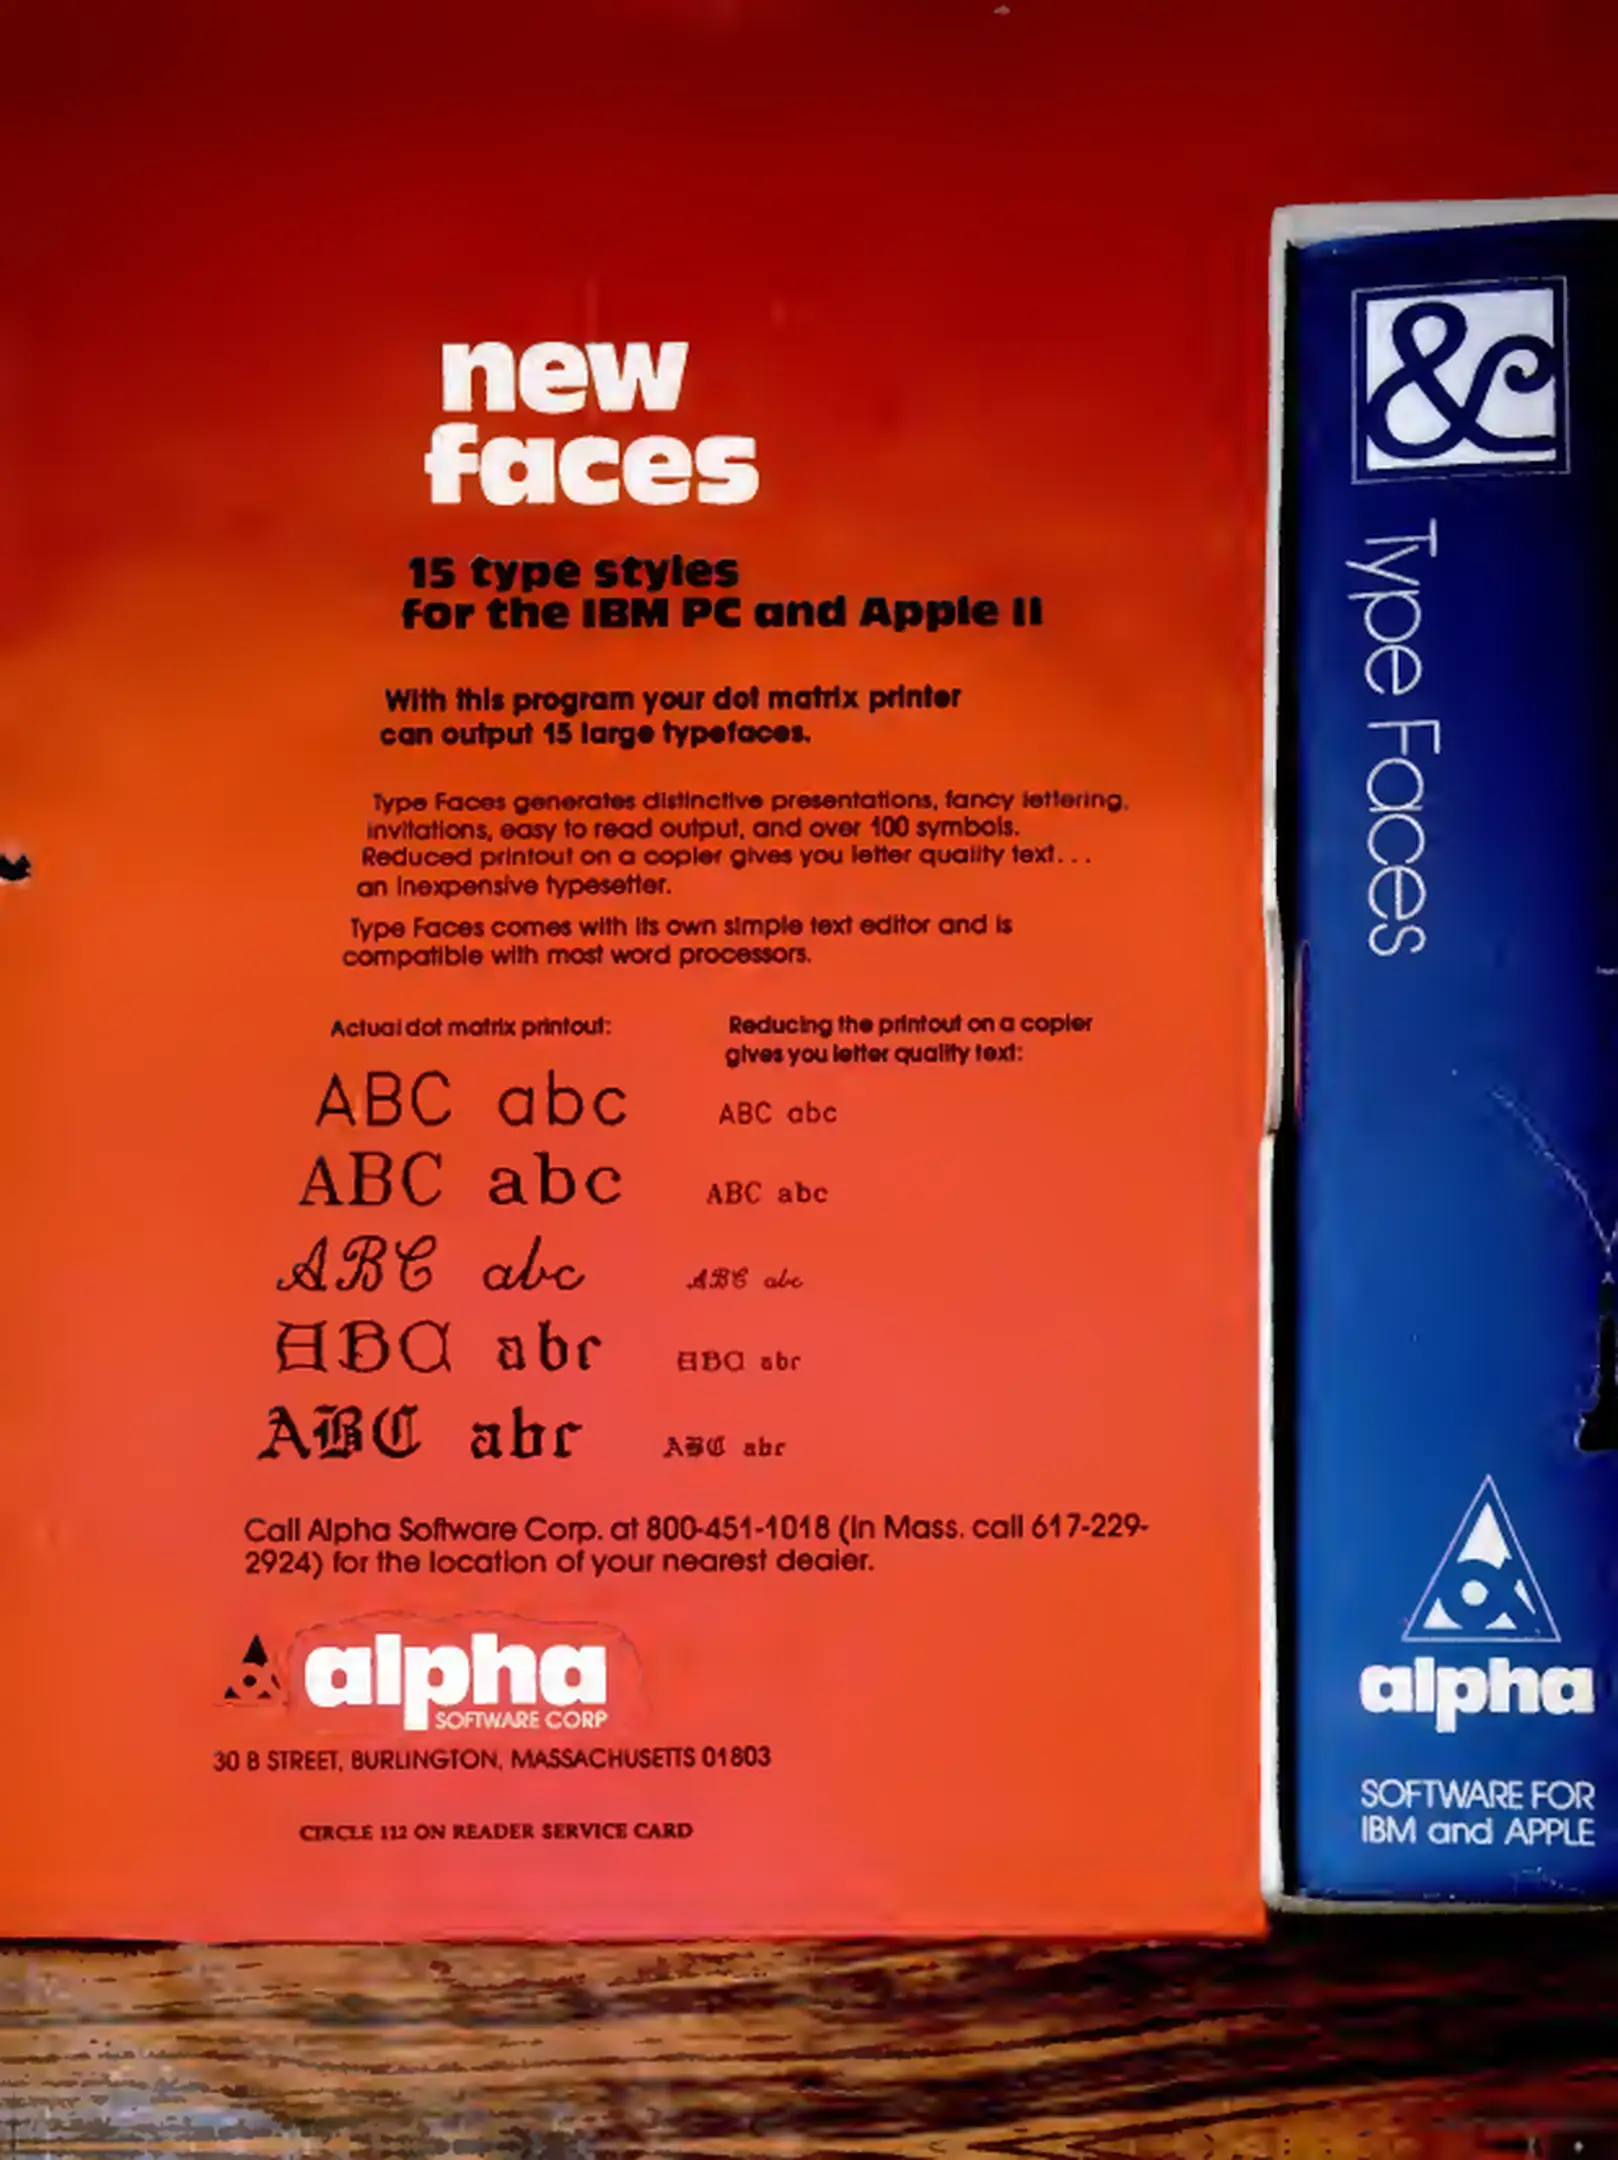 new
faces
15 type styles
for the IBM PC and Apple II
With this program your dot matrix printer
can output 15 large typefaces.
Type Faces generates distinctive presentations, fancy lettering,
invitations, easy to read output, and over 100 symbols.
Reduced printout on a copier gives you letter quality text...
an inexpensive typesetter.
Type Faces comes with its own simple text editor and is
compatible with most word processors.
Actual dot matrix printout:
Reducing the printout on a copier
gives you letter quality text:
ABC abc
ABC abc
ABC abc
ABC abc
ABC abc
ABC abc
ABC abc
ABC abc
ABC abc
ABC abc
Call Alpha Software Corp. at 800-451-1018 (In Mass. call 617-229-
2924) for the location of your nearest dealer.
alpha
SOFTWARE CORP
30 B STREET, BURLINGTON, MASSACHUSETTS 01803
CIRCLE 112 ON READER SERVICE CARD
&
Type Faces
alpha
SOFTWARE FOR
IBM and APPLE